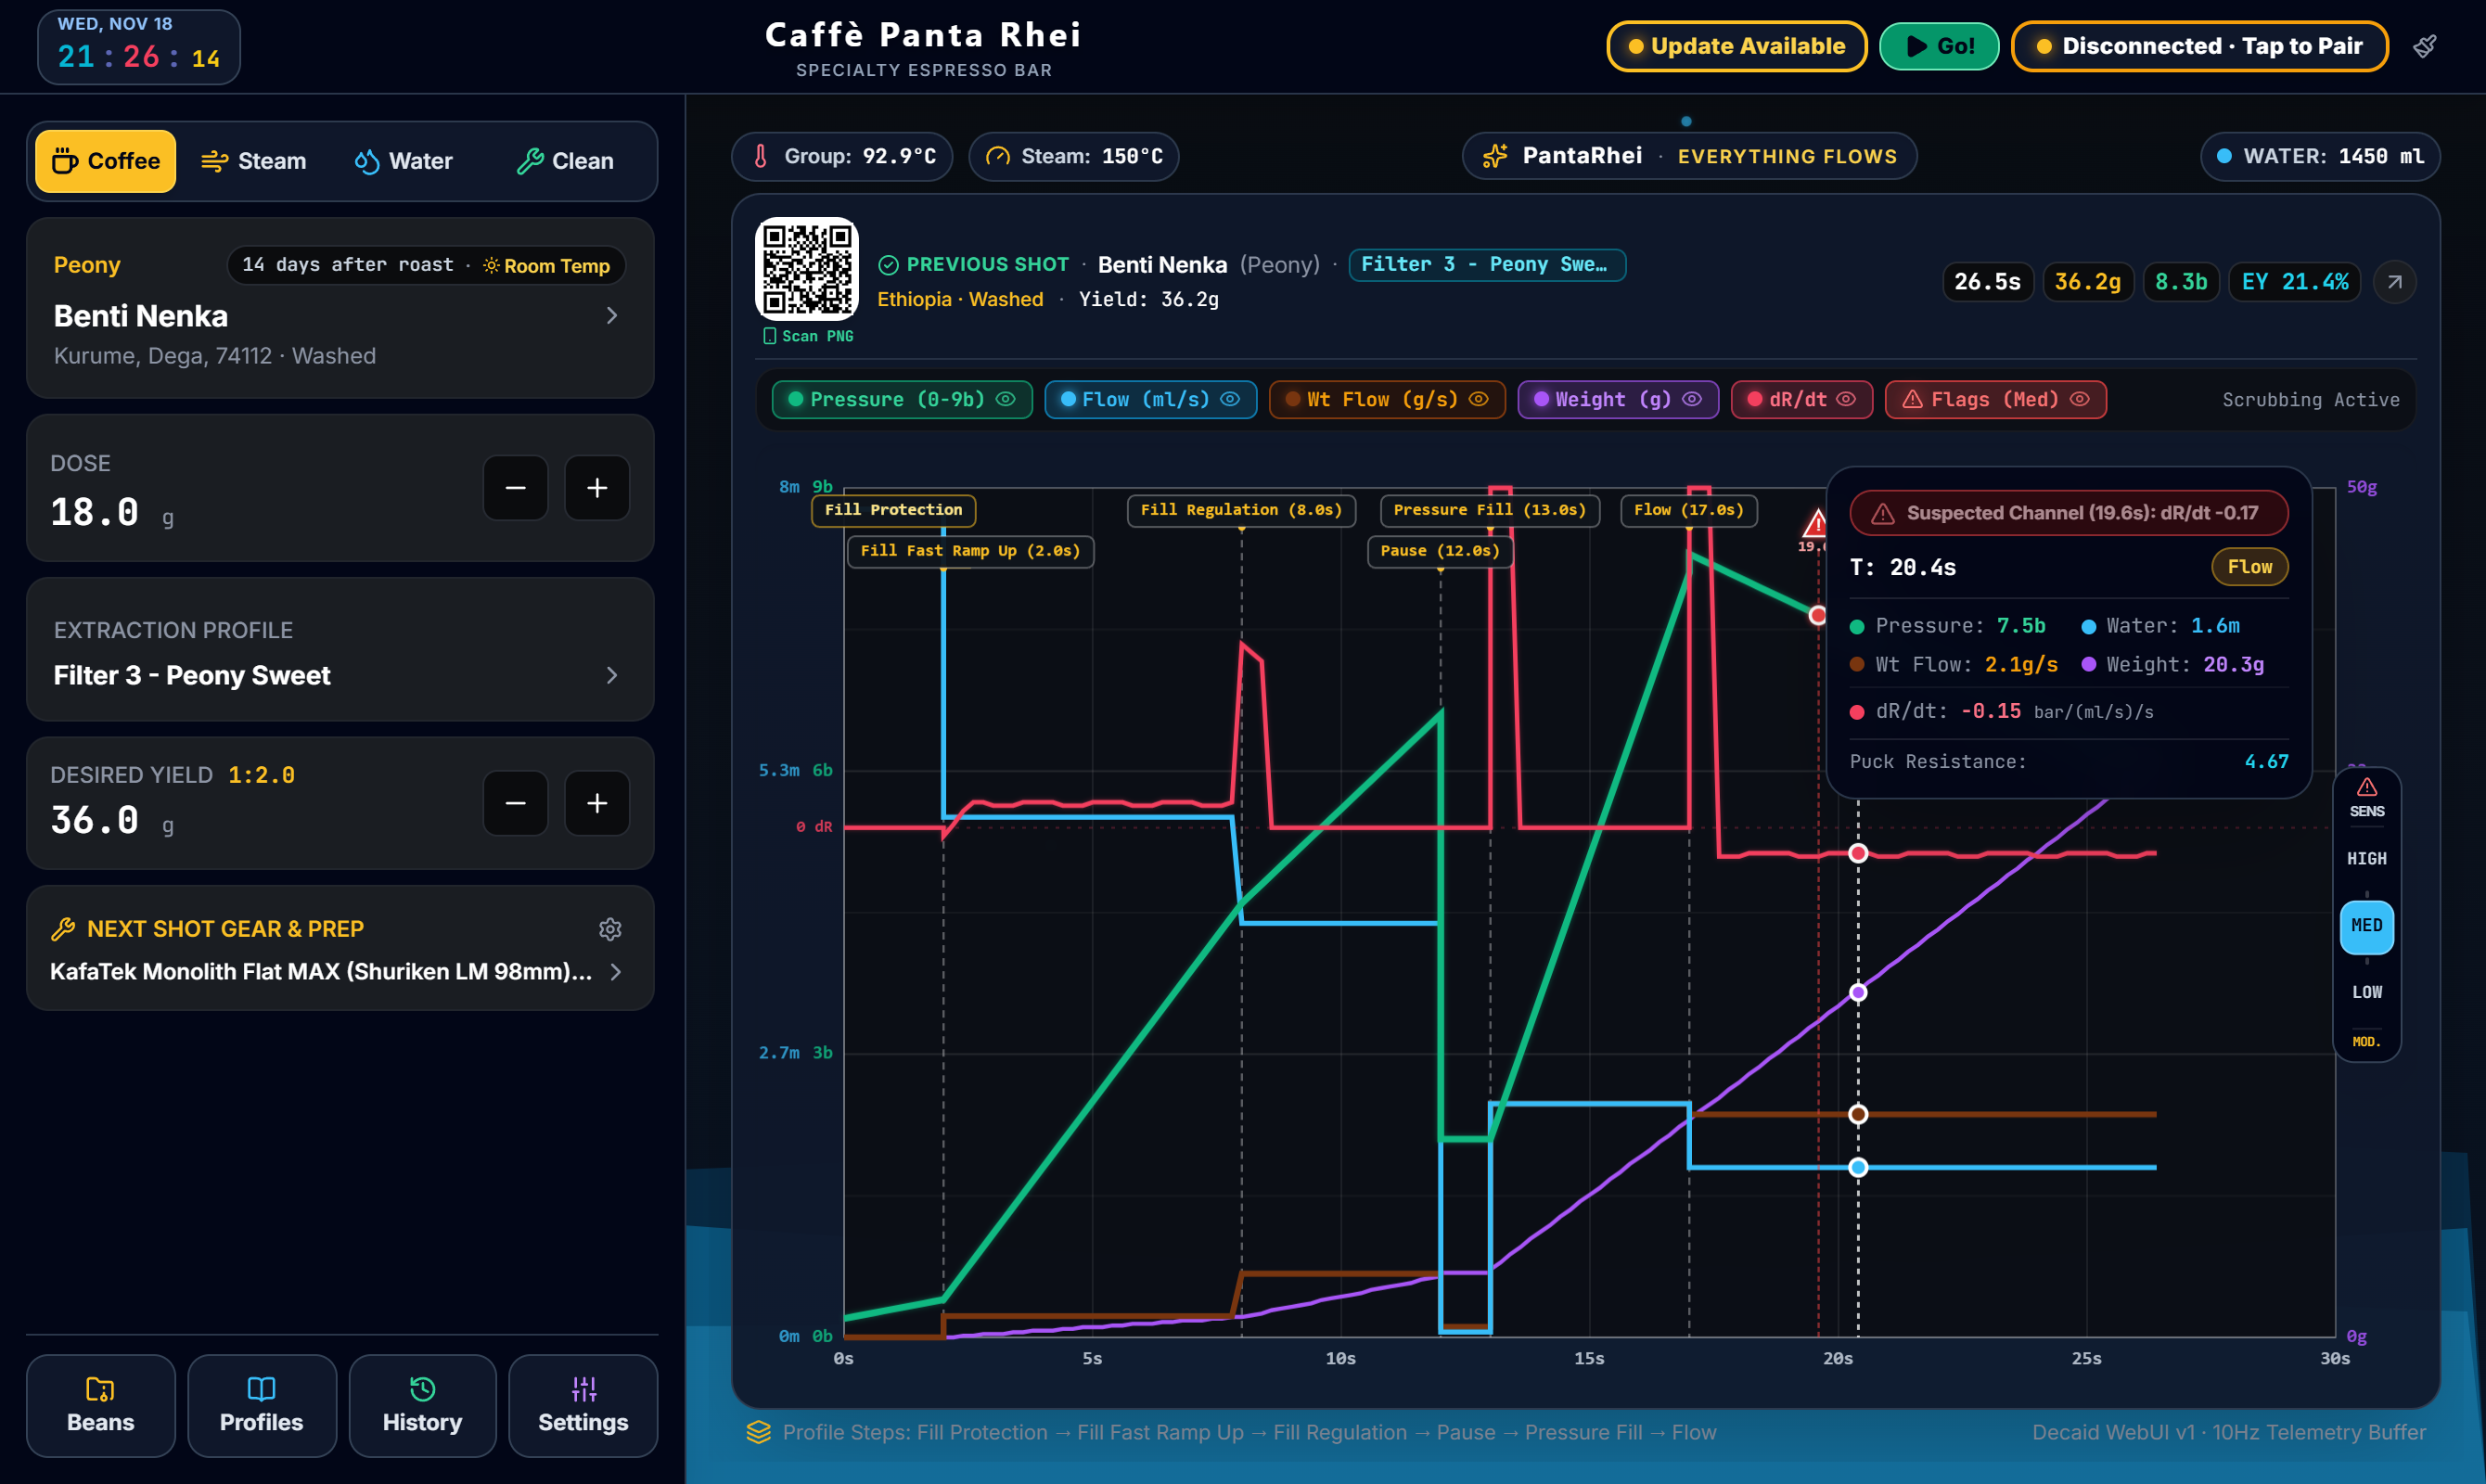 WED, NOV 18
21 : 26 : 14
Caffè Panta Rhei
SPECIALTY ESPRESSO BAR
Update Available
Go!
Disconnected · Tap to Pair
Coffee
Steam
Water
Clean
Peony
14 days after roast · Room Temp
Benti Nenka
Kurume, Dega, 74112 · Washed
DOSE
18.0 g
EXTRACTION PROFILE
Filter 3 - Peony Sweet
DESIRED YIELD 1:2.0
36.0 g
NEXT SHOT GEAR & PREP
KafaTek Monolith Flat MAX (Shuriken LM 98mm)...
Beans
Profiles
History
Settings
Group: 92.9°C
Steam: 150°C
PantaRhei · EVERYTHING FLOWS
WATER: 1450 ml
Scan PNG
PREVIOUS SHOT · Benti Nenka (Peony) · Filter 3 - Peony Swe…
Ethiopia · Washed · Yield: 36.2g
26.5s
36.2g
8.3b
EY 21.4%
Pressure (0-9b)
Flow (ml/s)
Wt Flow (g/s)
Weight (g)
dR/dt
Flags (Med)
Scrubbing Active
8m 9b
50g
Fill Protection
Fill Regulation (8.0s)
Pressure Fill (13.0s)
Flow (17.0s)
Fill Fast Ramp Up (2.0s)
Pause (12.0s)
Suspected Channel (19.6s): dR/dt -0.17
T: 20.4s
Flow
Pressure: 7.5b
Water: 1.6m
Wt Flow: 2.1g/s
Weight: 20.3g
dR/dt: -0.15 bar/(ml/s)/s
Puck Resistance: 4.67
5.3m 6b
0 dR
2.7m 3b
0m 0b
0g
SENS
HIGH
MED
LOW
MOD.
0s
5s
10s
15s
20s
25s
30s
Profile Steps: Fill Protection → Fill Fast Ramp Up → Fill Regulation → Pause → Pressure Fill → Flow
Decaid WebUI v1 · 10Hz Telemetry Buffer